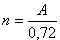 n = A / 0,72